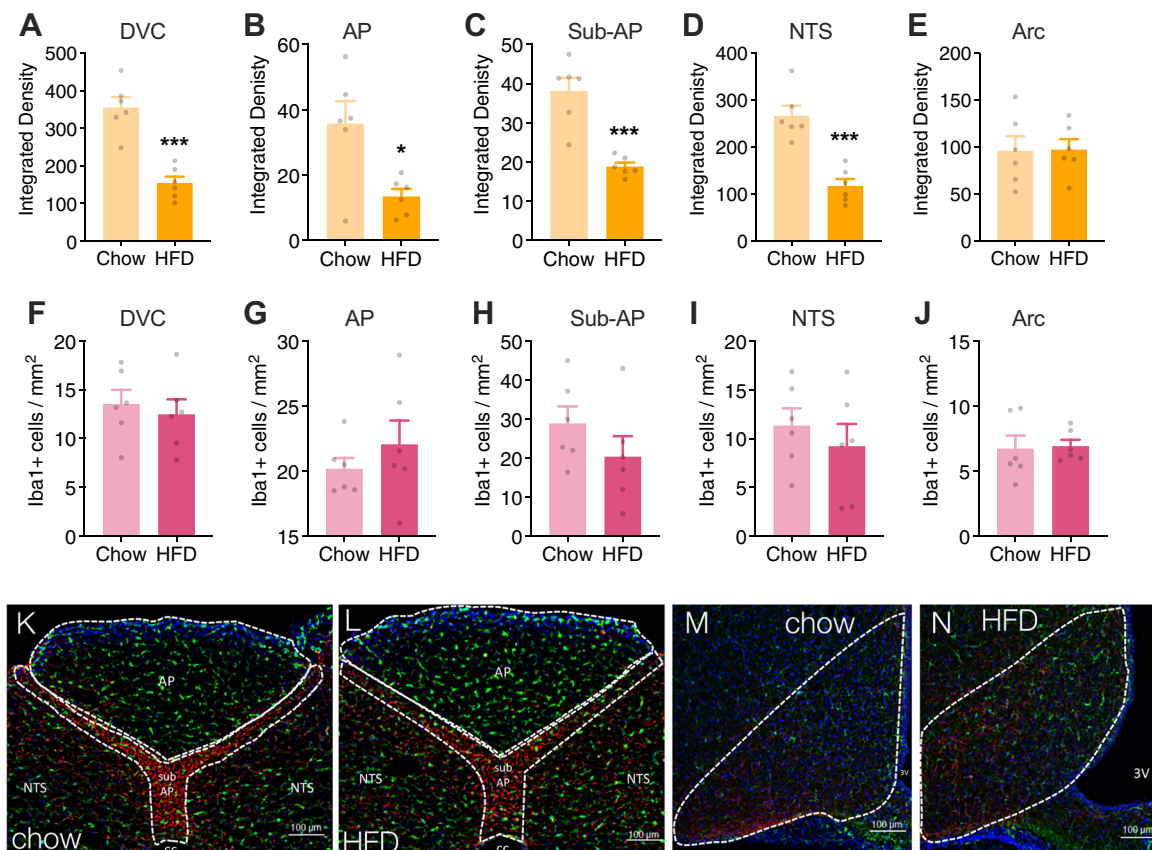 A DVC
Integrated Density
500
400
300
200
100
0
***
Chow HFD
B AP
Integrated Denisty
60
40
20
0
*
Chow HFD
C Sub-AP
Integrated Denisty
50
40
30
20
10
0
***
Chow HFD
D NTS
Integrated Denisty
400
300
200
100
0
***
Chow HFD
E Arc
Integrated Density
200
150
100
50
0
Chow HFD
F DVC
Iba1+ cells / mm²
20
15
10
5
0
Chow HFD
G AP
Iba1+ cells / mm²
30
25
20
15
Chow HFD
H Sub-AP
Iba1+ cells / mm²
50
40
30
20
10
0
Chow HFD
I NTS
Iba1+ cells / mm²
20
15
10
5
0
Chow HFD
J Arc
Iba1+ cells / mm²
15
10
5
0
Chow HFD
K
AP
sub
AP
NTS
NTS
chow
100 µm
cc
L
AP
sub
AP
NTS
NTS
HFD
100 µm
cc
M chow
3V
100 µm
N HFD
3V
100 µm